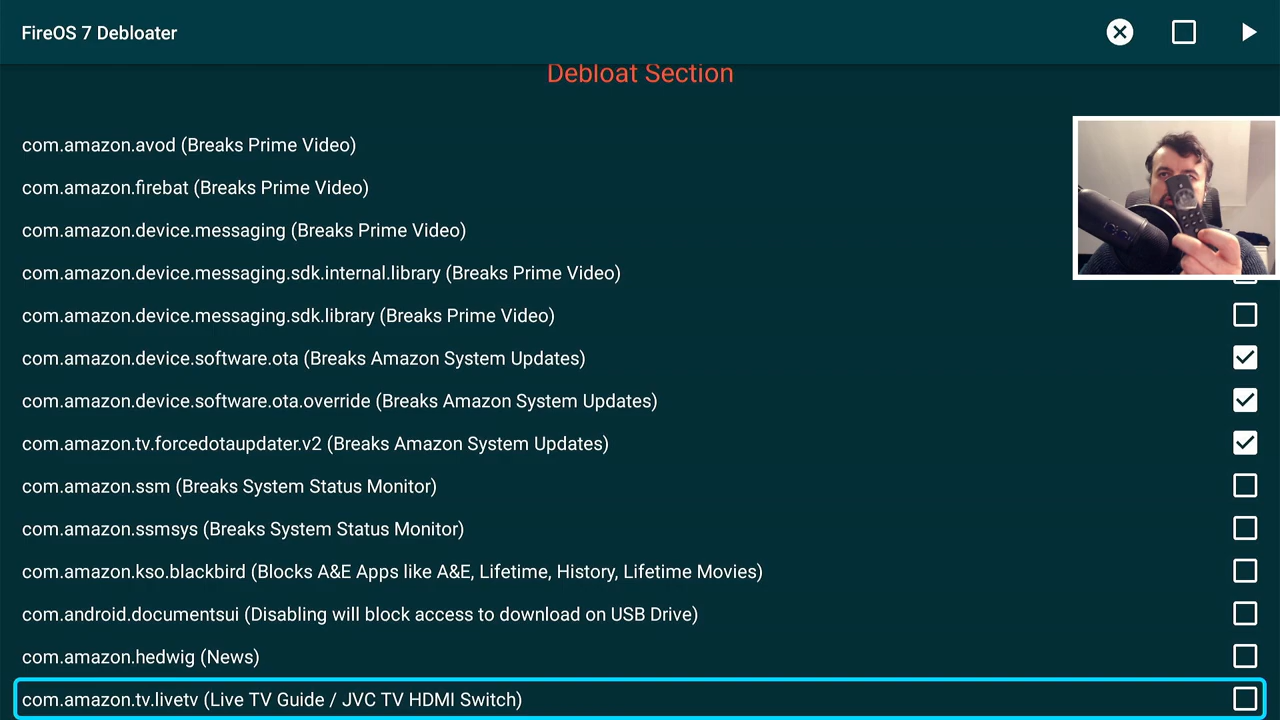 FireOS 7 Debloater
Debloat Section
com.amazon.avod (Breaks Prime Video)
com.amazon.firebat (Breaks Prime Video)
com.amazon.device.messaging (Breaks Prime Video)
com.amazon.device.messaging.sdk.internal.library (Breaks Prime Video)
com.amazon.device.messaging.sdk.library (Breaks Prime Video)
com.amazon.device.software.ota (Breaks Amazon System Updates)
com.amazon.device.software.ota.override (Breaks Amazon System Updates)
com.amazon.tv.forcedotaupdater.v2 (Breaks Amazon System Updates)
com.amazon.ssm (Breaks System Status Monitor)
com.amazon.ssmsys (Breaks System Status Monitor)
com.amazon.kso.blackbird (Blocks A&E Apps like A&E, Lifetime, History, Lifetime Movies)
com.android.documentsui (Disabling will block access to download on USB Drive)
com.amazon.hedwig (News)
com.amazon.tv.livetv (Live TV Guide / JVC TV HDMI Switch)